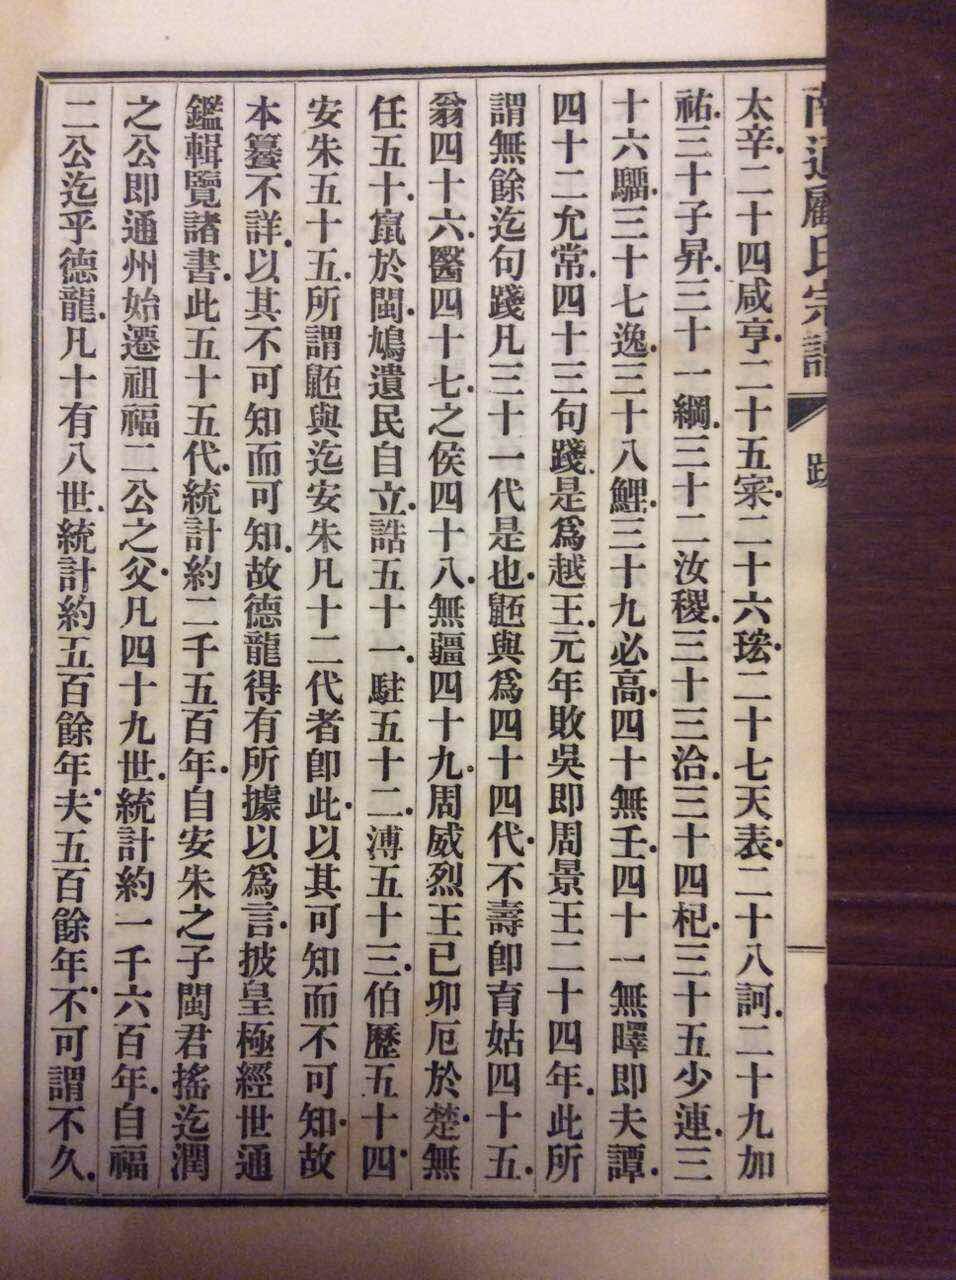 南通顧氏宗譜 跋
太辛二十四咸亨二十五寀二十六琺二十七天表二十八訶二十九加
祐三十子昇三十一綱三十二汝稷三十三治三十四杞三十五少連三
十六騮三十七逸三十八鯉三十九必高四十無壬四十一無曎即夫譚
四十二允常四十三句踐是爲越王元年敗吳即周景王二十四年此所
謂無餘迄句踐凡三十一代是也鼫與爲四十四代不壽卽育姑四十五
翁四十六醫四十七之侯四十八無疆四十九周威烈王已卯厄於楚無
任五十竄於閩鳩遺民自立誥五十一駐五十二溥五十三伯歷五十四
安朱五十五所謂鼫與迄安朱凡十二代者卽此以其可知而不可知故
本纂不詳以其不可知而可知故德龍得有所據以爲言披皇極經世通
鑑輯覽諸書此五十五代統計約二千五百年自安朱之子閩君搖迄潤
之公即通州始遷祖福二公之父凡四十九世統計約一千六百年自福
二公迄乎德龍凡十有八世統計約五百餘年夫五百餘年不可謂不久